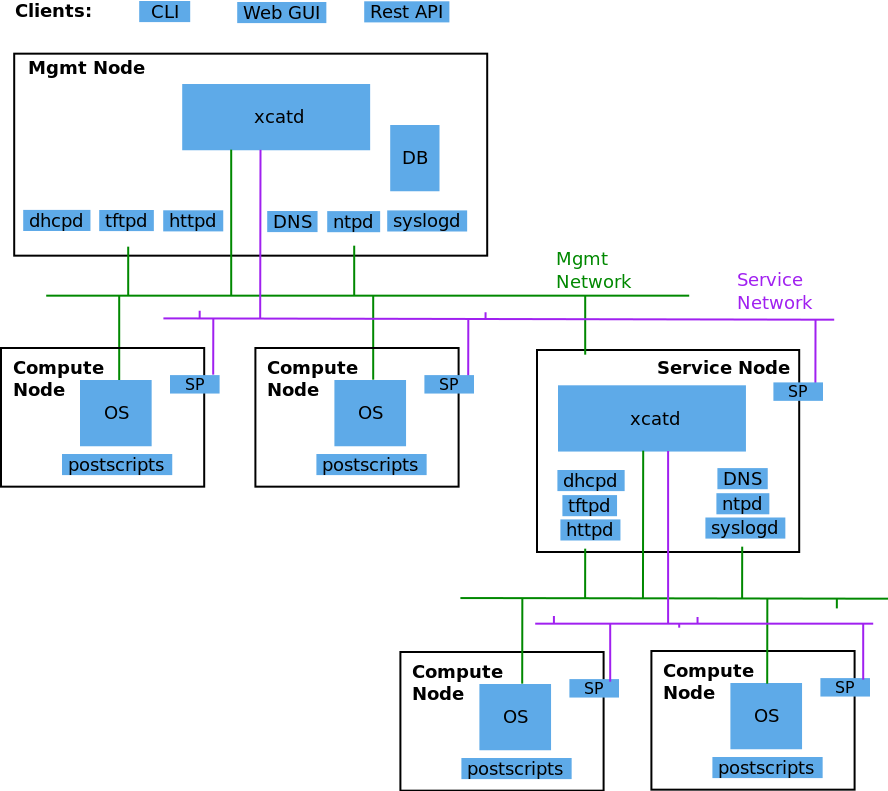 Clients:
CLI
Web GUI
Rest API
Mgmt Node
xcatd
DB
dhcpd
tftpd
httpd
DNS
ntpd
syslogd
Mgmt
Network
Service
Network
Compute
Node
SP
OS
postscripts
Compute
Node
SP
OS
postscripts
Service Node
SP
xcatd
dhcpd
tftpd
httpd
DNS
ntpd
syslogd
Compute
Node
SP
OS
postscripts
Compute
Node
SP
OS
postscripts